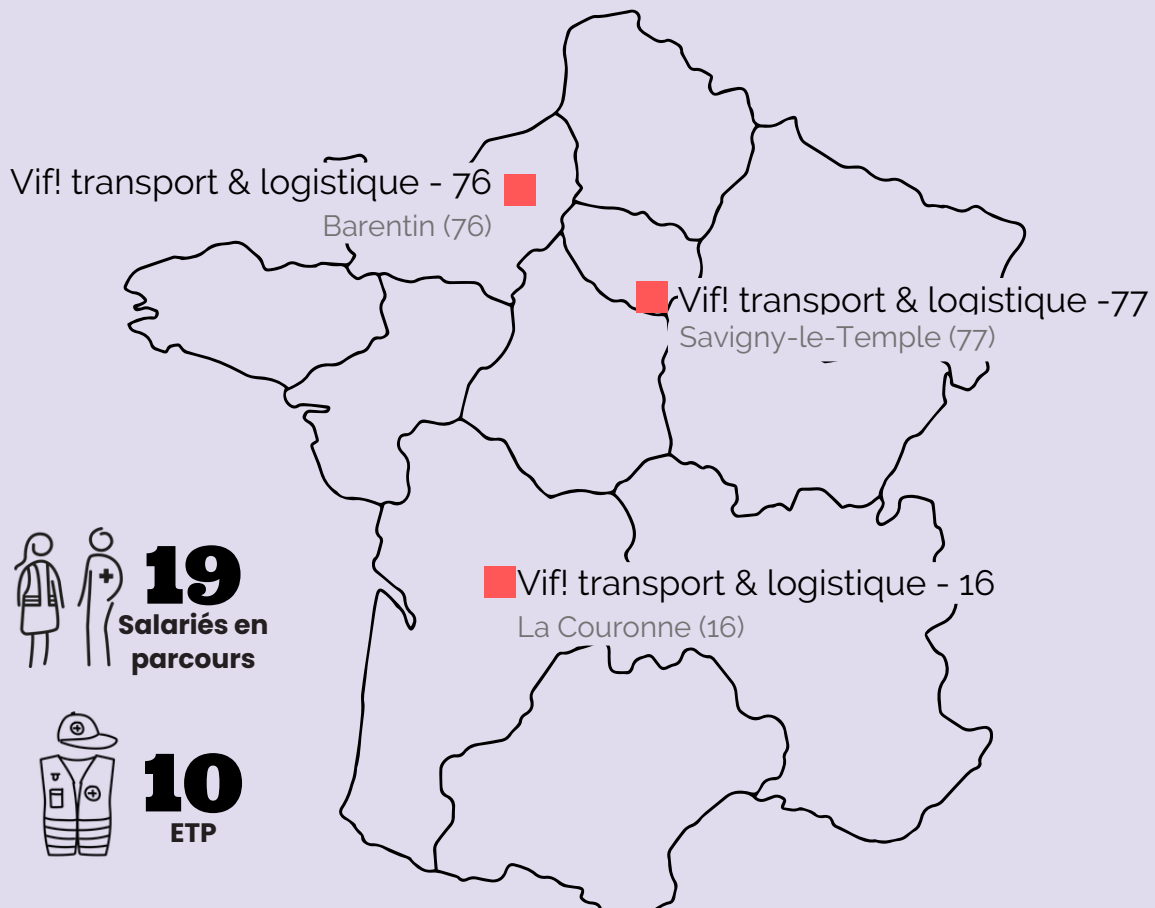 Vif! transport & logistique - 76
Barentin (76)
Vif! transport & logistique -77
Savigny-le-Temple (77)
Vif! transport & logistique - 16
La Couronne (16)
19
Salariés en
parcours
10
ETP